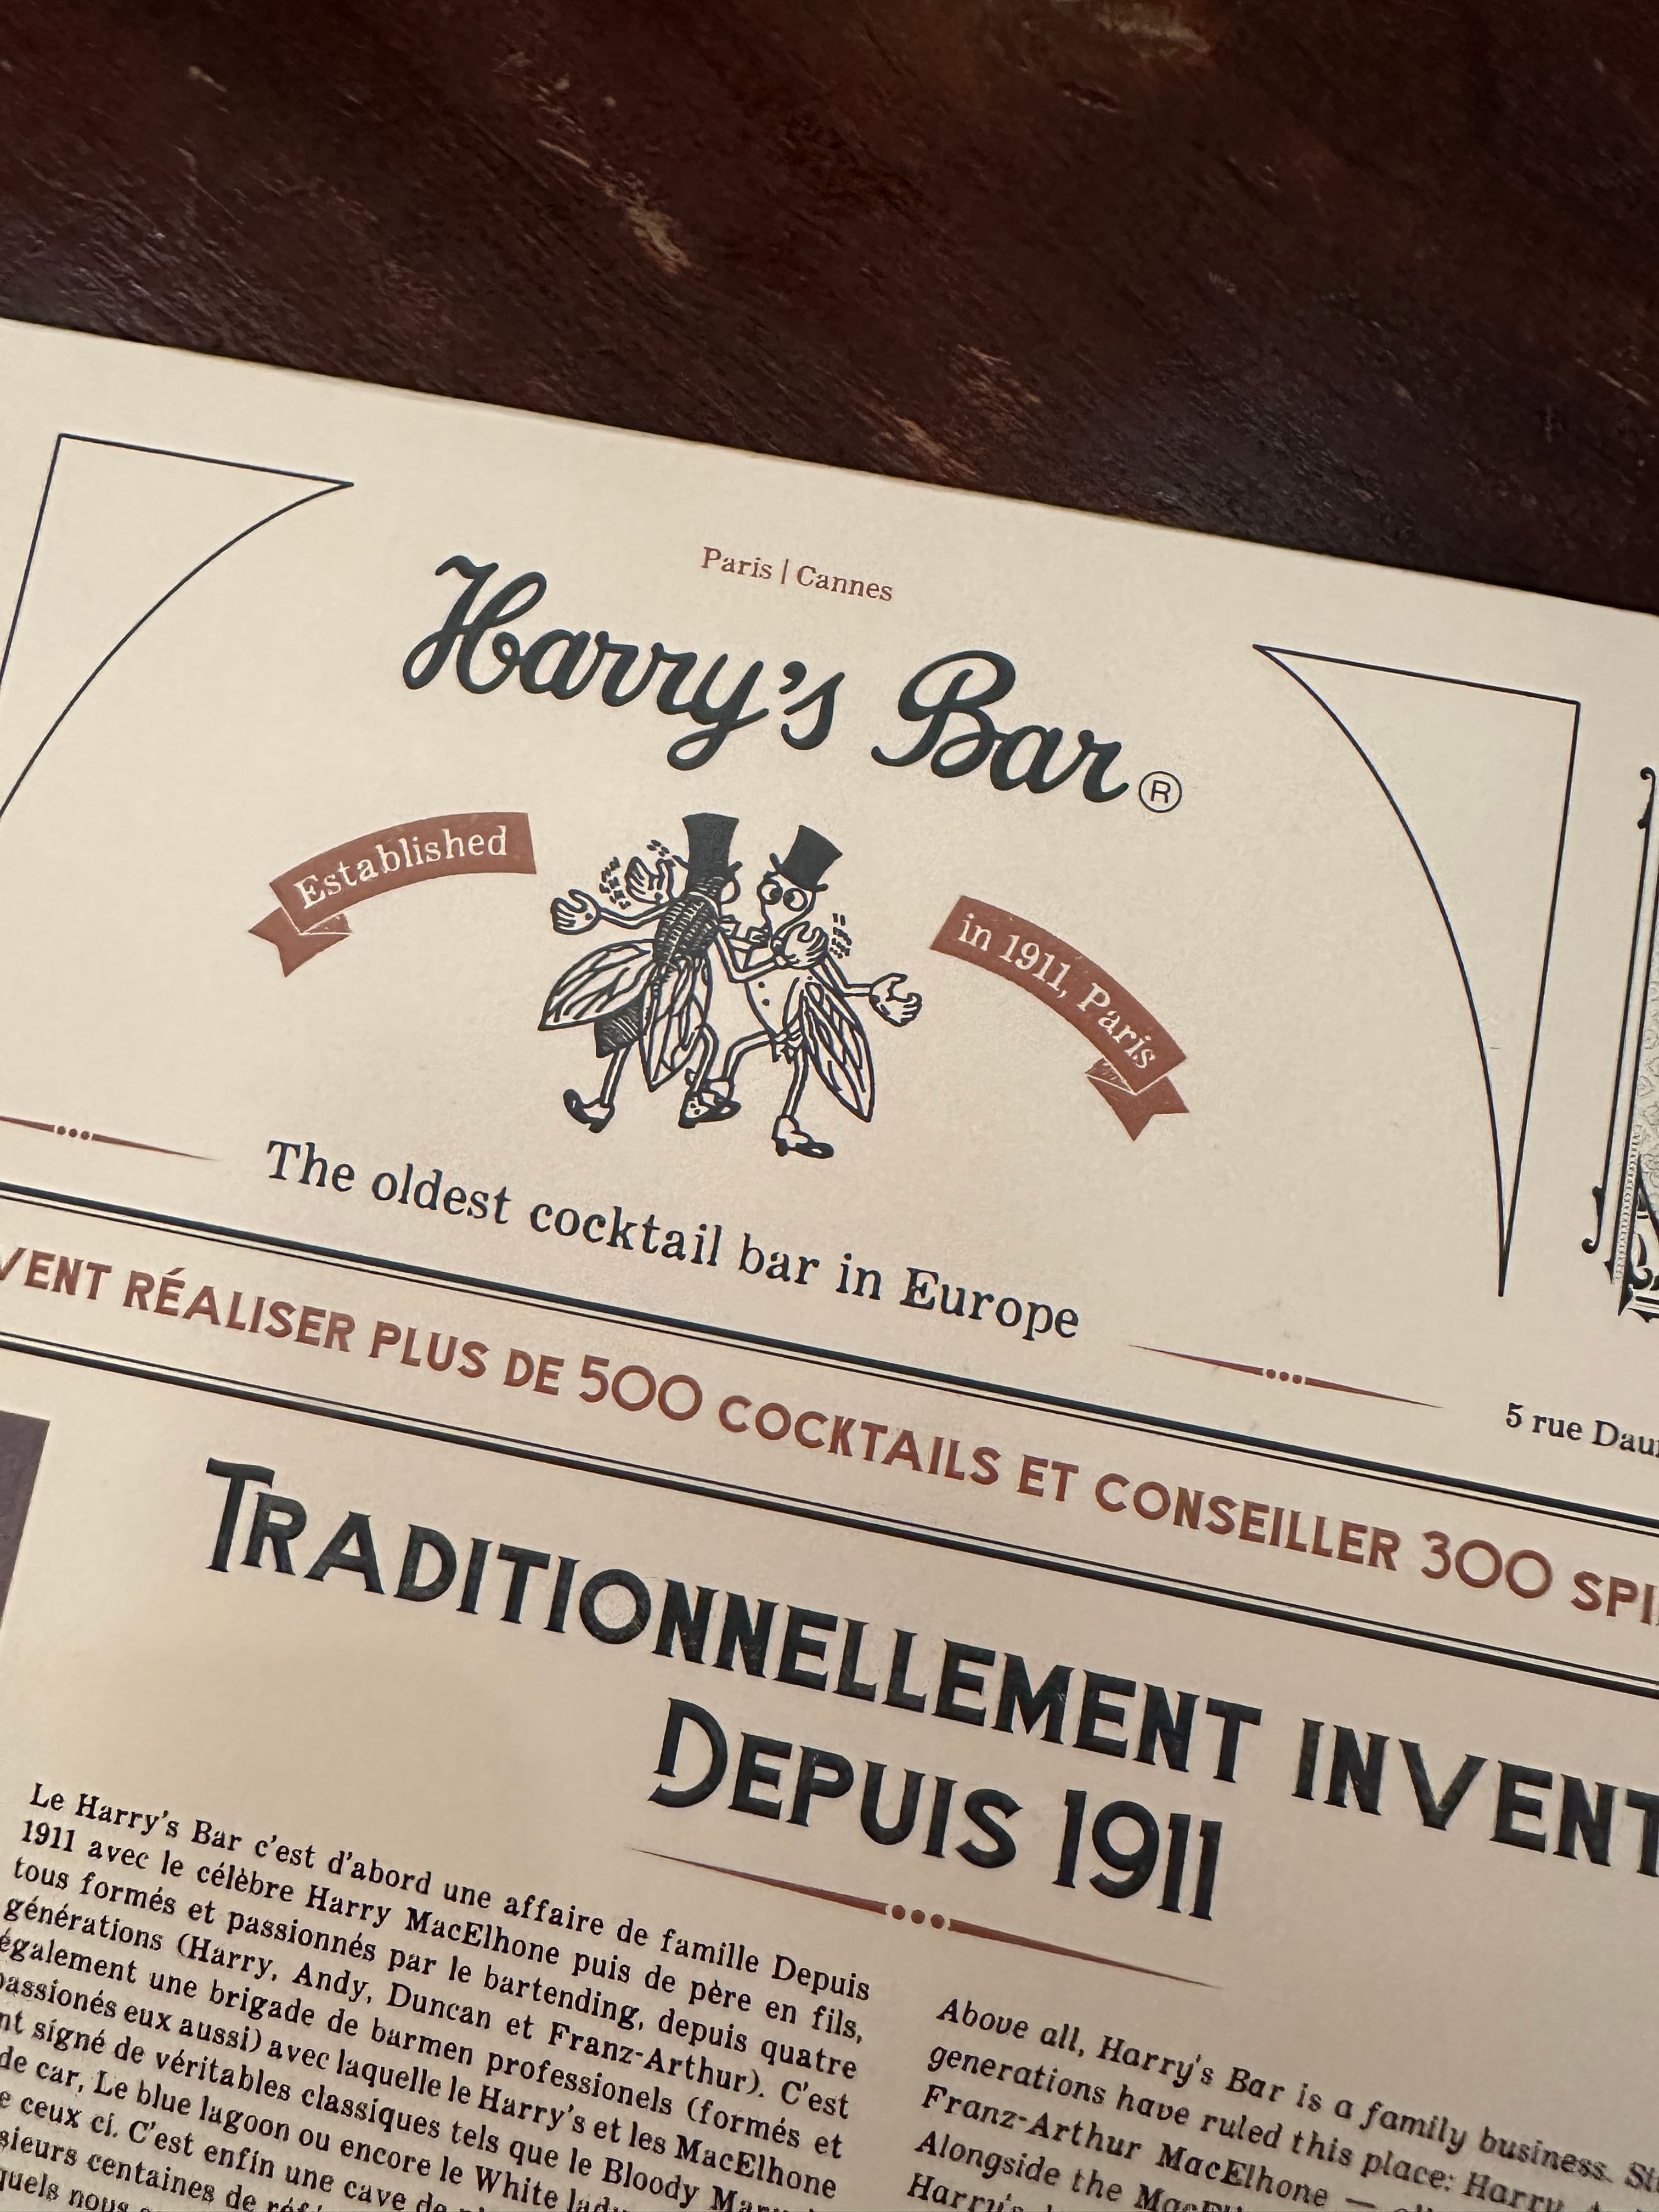 Paris | Cannes
Harry's Bar®
Established
in 1911, Paris
The oldest cocktail bar in Europe
5 rue
RÉALISER PLUS DE 500 COCKTAILS ET CONSEILLER 300
TRADITIONNELLEMENT
DEPUIS 1911
Le Harry's Bar c'est d'abord une affaire de famille Depuis
1911 avec le célèbre Harry MacElhone puis de père en fils,
tous formés et passionnés par le bartending, depuis quatre
générations (Harry, Andy, Duncan et Franz-Arthur). C'est
également une brigade de barmen professionels (formés et
passionés eux aussi) avec laquelle le Harry's et les MacElhone
signé de véritables classiques tels que le Bloody
de car, Le blue lagoon ou encore le White
ceux ci. C'est enfin une cave de
centaines de
nous
Above all, Harry's Bar is a family business.
generations have ruled this place: Harry,
Franz-Arthur MacElhone —
Alongside the
Harry's